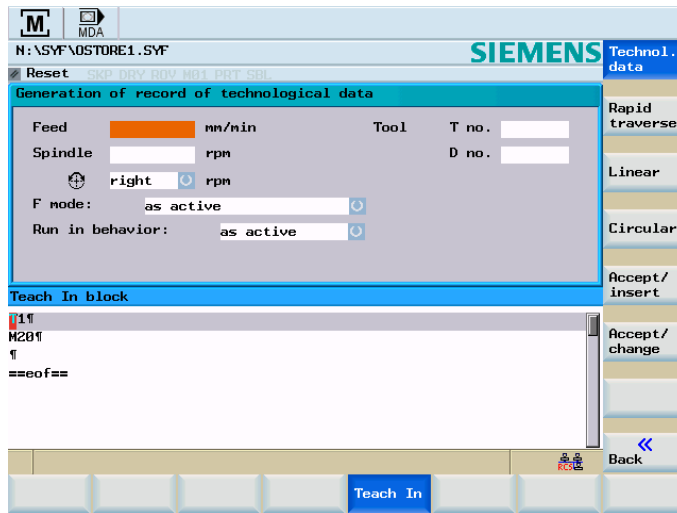 M
MDA
N:\SYF\OSTORE1.SYF
SIEMENS
Reset SKP DRY ROV M01 PRT SBL
Generation of record of technological data
Feed mm/min Tool T no.
Spindle rpm D no.
right rpm
F mode: as active
Run in behavior: as active
Teach In block
T1¶
M20¶
¶
==eof==
RCS
Teach In
Technol.
data
Rapid
traverse
Linear
Circular
Accept/
insert
Accept/
change
«
Back